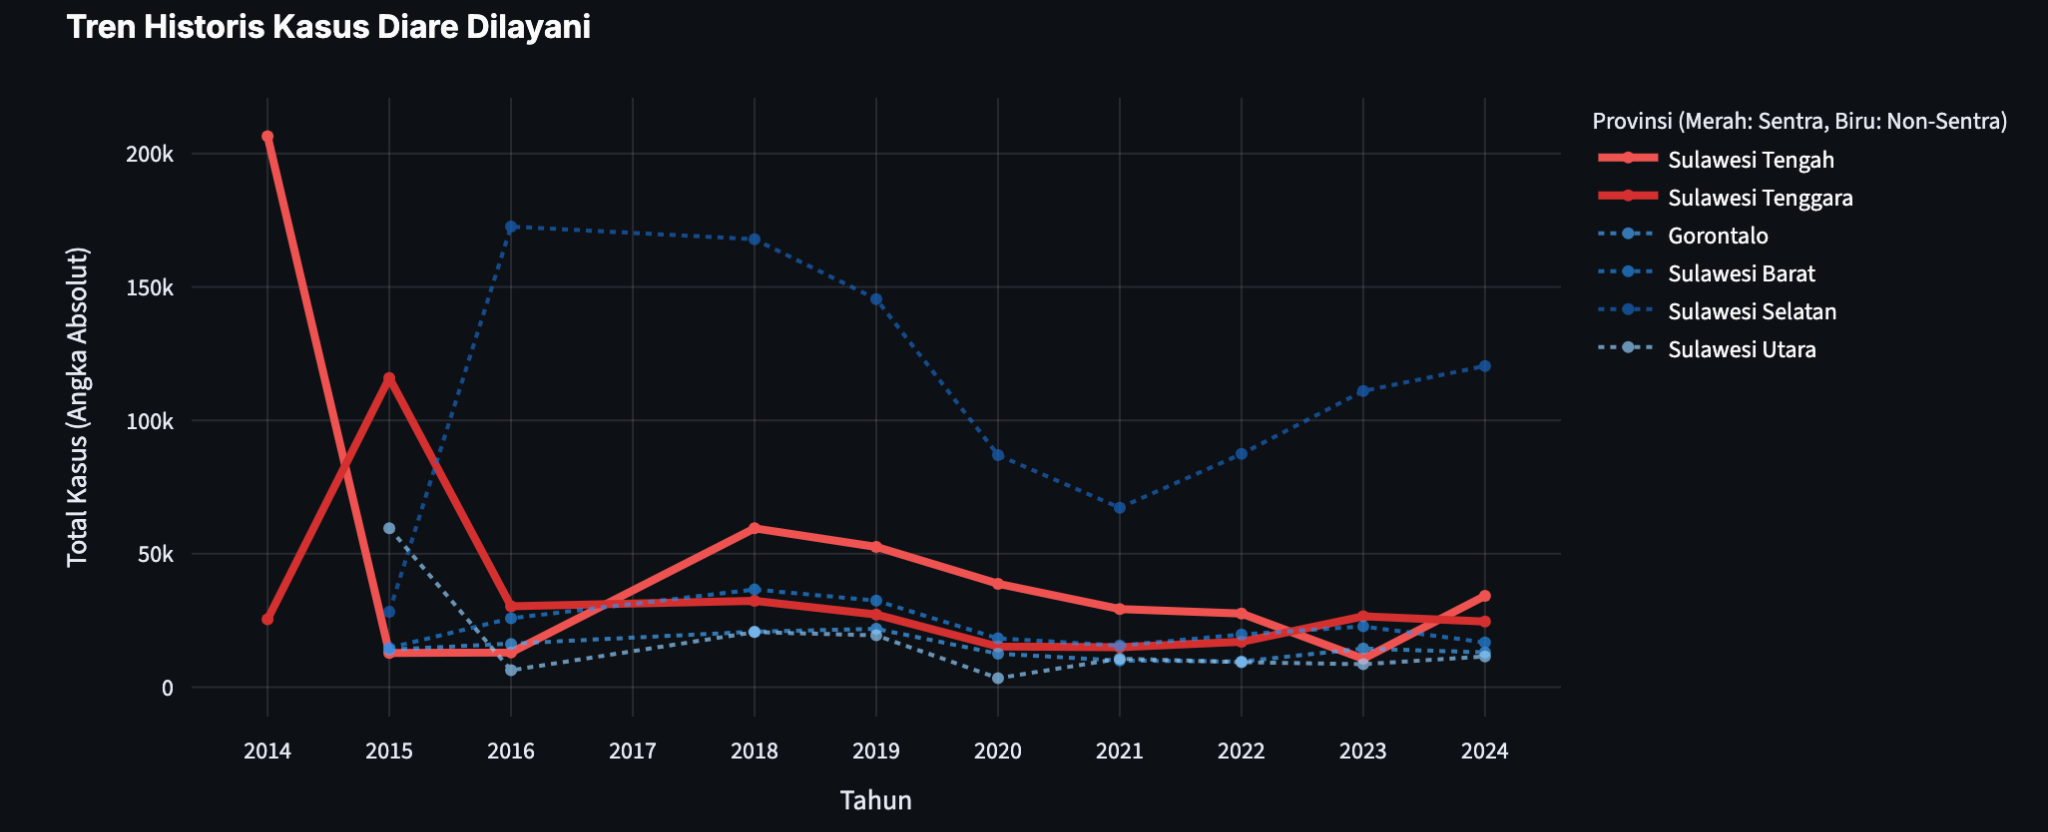 Tren Historis Kasus Diare Dilayani
Provinsi (Merah: Sentra, Biru: Non-Sentra)
Sulawesi Tengah
Sulawesi Tenggara
Gorontalo
Sulawesi Barat
Sulawesi Selatan
Sulawesi Utara
Total Kasus (Angka Absolut)
200k
150k
100k
50k
0
2014 2015 2016 2017 2018 2019 2020 2021 2022 2023 2024
Tahun